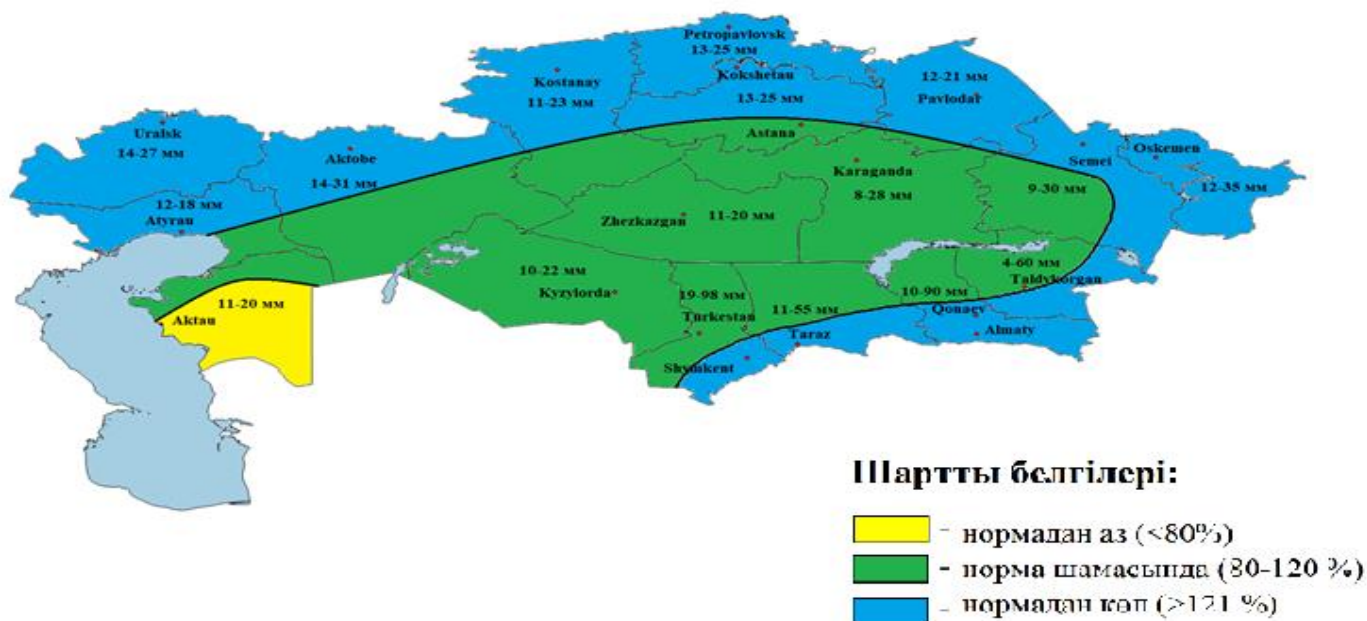 Petropavlovsk
13-25 мм
Kostanay
11-23 мм
Kokshetau
13-25 мм
12-21 мм
Pavlodar
Uralsk
14-27 мм
Aktobe
14-31 мм
Astana
Semei
Oskemen
12-35 мм
Karaganda
8-28 мм
9-30 мм
12-18 мм
Atyrau
Zhezkazgan
11-20 мм
10-22 мм
Kyzylorda
4-60 мм
Taldykorgan
11-20 мм
Aktau
19-98 мм
Turkestan
11-55 мм
10-90 мм
Qonaev
Almaty
Taraz
Shymkent
Шартты белгілері:
- нормадан аз (<80%)
- норма шамасында (80-120 %)
- нормадан көп (>121 %)